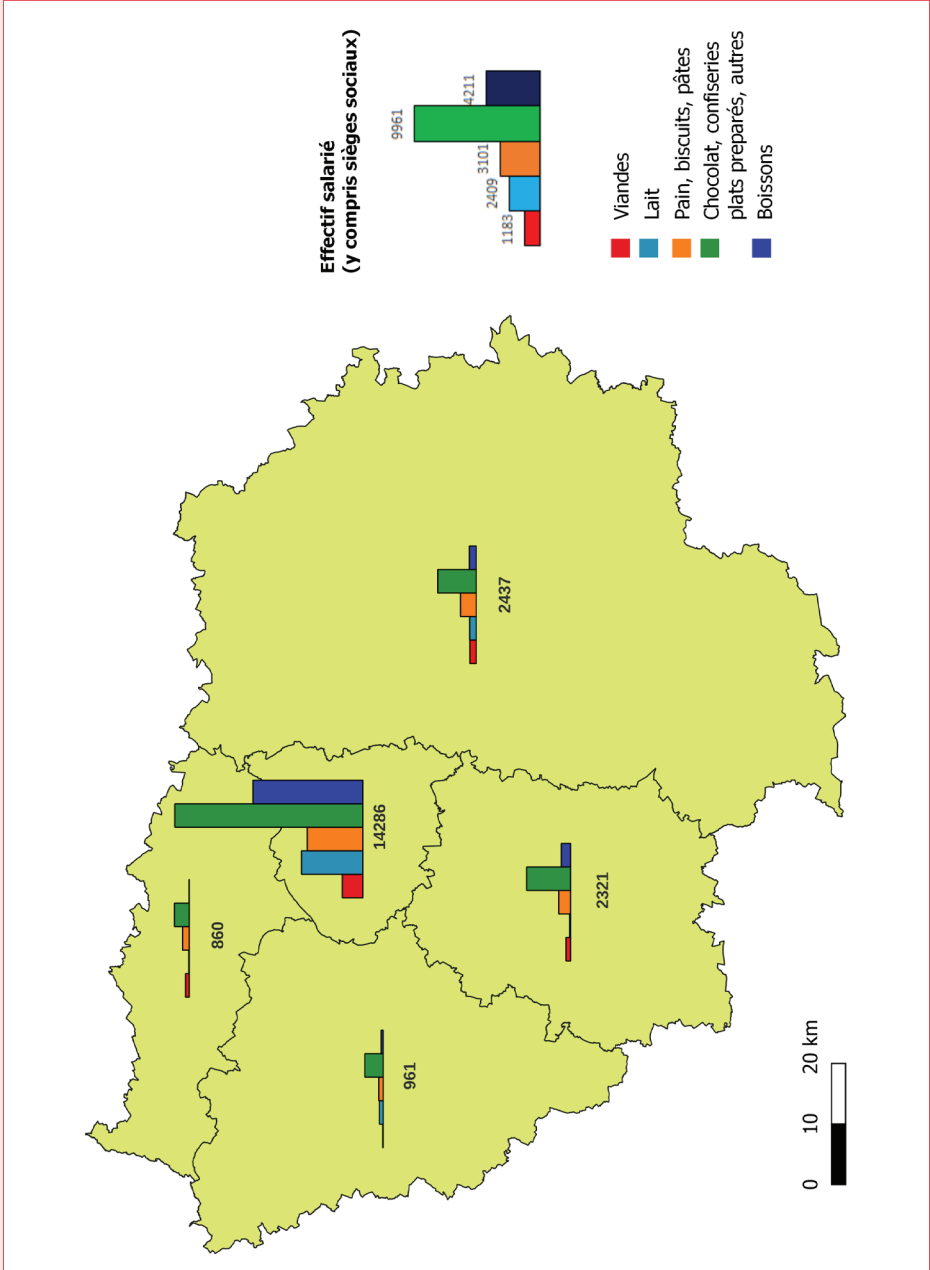 Effectif salarié
(y compris sièges sociaux)
1183
2409
3101
9961
4211
Viandes
Lait
Pain, biscuits, pâtes
Chocolat, confiseries
plats preparés, autres
Boissons
860
14286
961
2321
2437
0 10 20 km